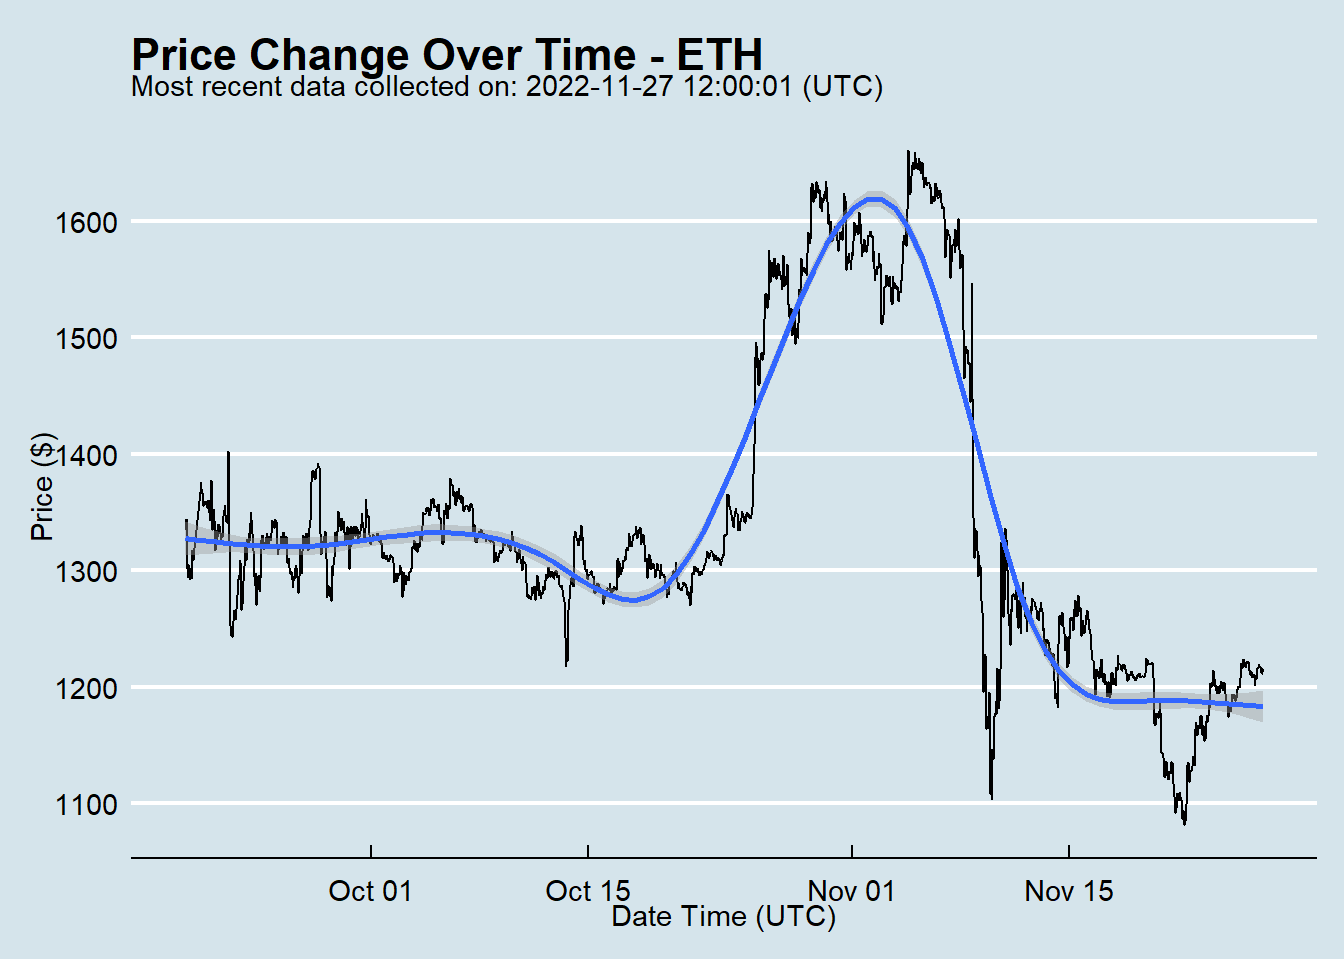 Price Change Over Time - ETH
Most recent data collected on: 2022-11-27 12:00:01 (UTC)
1600
1500
1400
1300
1200
1100
Price ($)
Oct 01
Oct 15
Nov 01
Nov 15
Date Time (UTC)